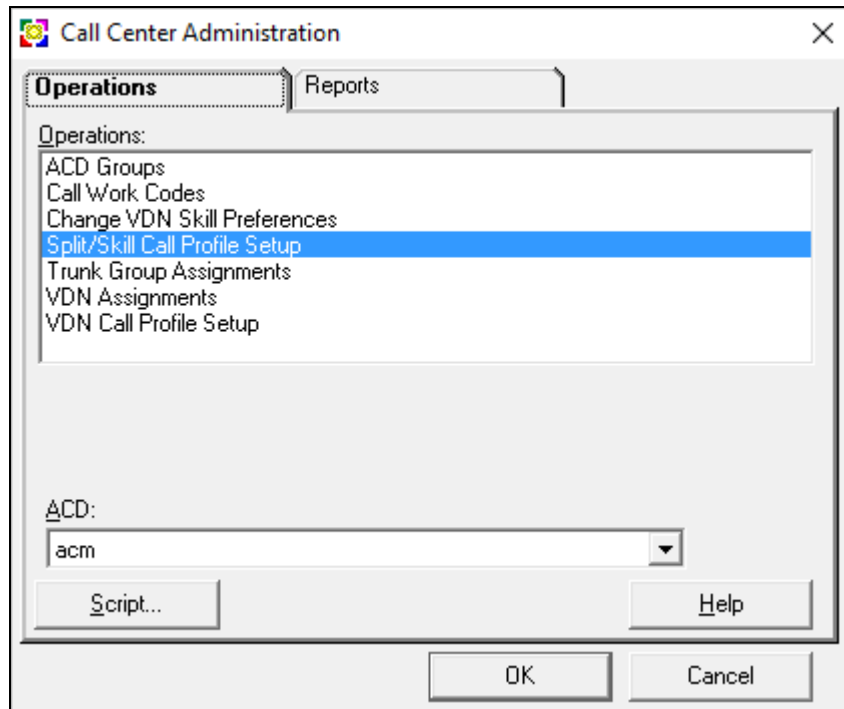 Call Center Administration
Operations
Reports
Operations:
ACD Groups
Call Work Codes
Change VDN Skill Preferences
Split/Skill Call Profile Setup
Trunk Group Assignments
VDN Assignments
VDN Call Profile Setup
ACD:
acm
Script...
Help
OK
Cancel